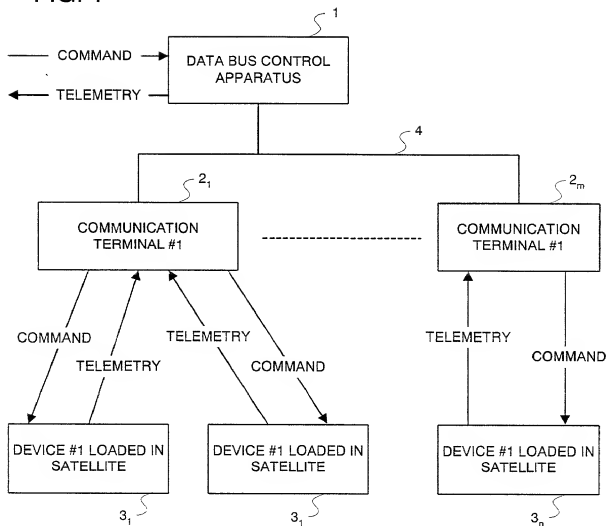 1
COMMAND
DATA BUS CONTROL
APPARATUS
TELEMETRY
4
2₁
2ₘ
COMMUNICATION
TERMINAL #1
COMMUNICATION
TERMINAL #1
COMMAND
TELEMETRY
TELEMETRY
COMMAND
TELEMETRY
COMMAND
DEVICE #1 LOADED IN
SATELLITE
DEVICE #1 LOADED IN
SATELLITE
DEVICE #1 LOADED IN
SATELLITE
3₁
3₁
3ₙ